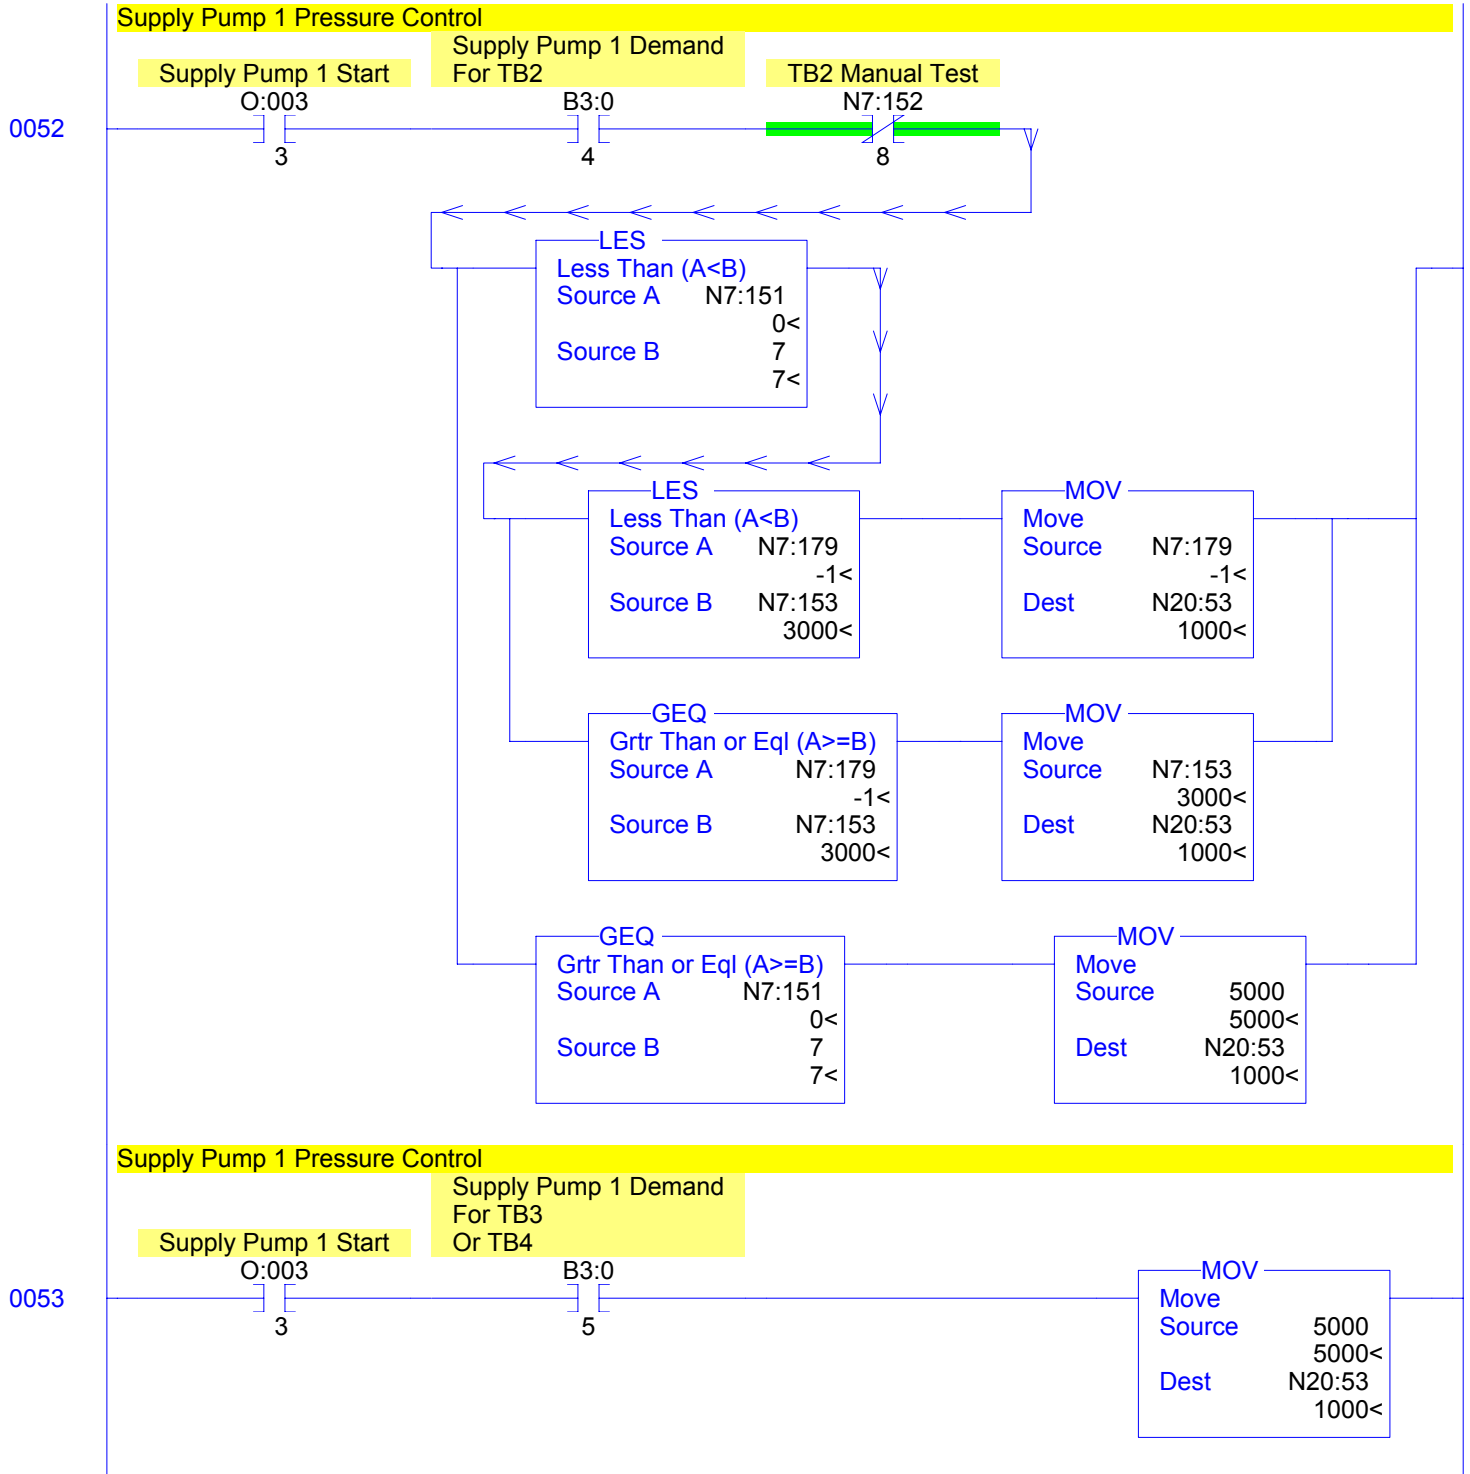 Supply Pump 1 Pressure Control
Supply Pump 1 Start
Supply Pump 1 Demand
For TB2
TB2 Manual Test
O:003
B3:0
N7:152
0052
3
4
8
LES
Less Than (A<B)
Source A N7:151
0<
Source B 7
7<
LES
Less Than (A<B)
Source A N7:179
-1<
Source B N7:153
3000<
MOV
Move
Source N7:179
-1<
Dest N20:53
1000<
GEQ
Grtr Than or Eql (A>=B)
Source A N7:179
-1<
Source B N7:153
3000<
MOV
Move
Source N7:153
3000<
Dest N20:53
1000<
GEQ
Grtr Than or Eql (A>=B)
Source A N7:151
0<
Source B 7
7<
MOV
Move
Source 5000
5000<
Dest N20:53
1000<
Supply Pump 1 Pressure Control
Supply Pump 1 Start
Supply Pump 1 Demand
For TB3
Or TB4
O:003
B3:0
0053
3
5
MOV
Move
Source 5000
5000<
Dest N20:53
1000<